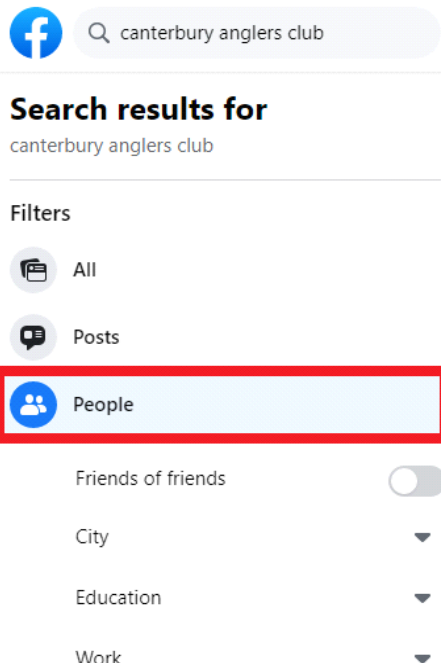 canterbury anglers club
Search results for
canterbury anglers club
Filters
All
Posts
People
Friends of friends
City
Education
Work